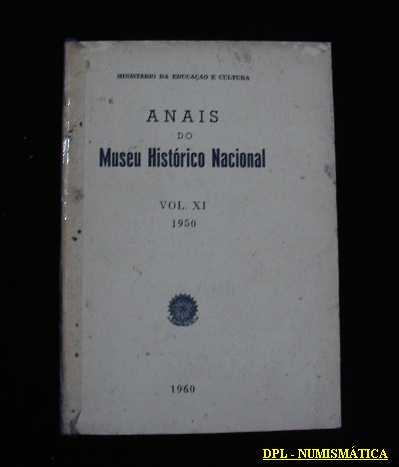 MINISTÉRIO DA EDUCAÇÃO E CULTURA
ANAIS
DO
Museu Histórico Nacional
VOL. XI
1950
1960
DPL - NUMISMÁTICA